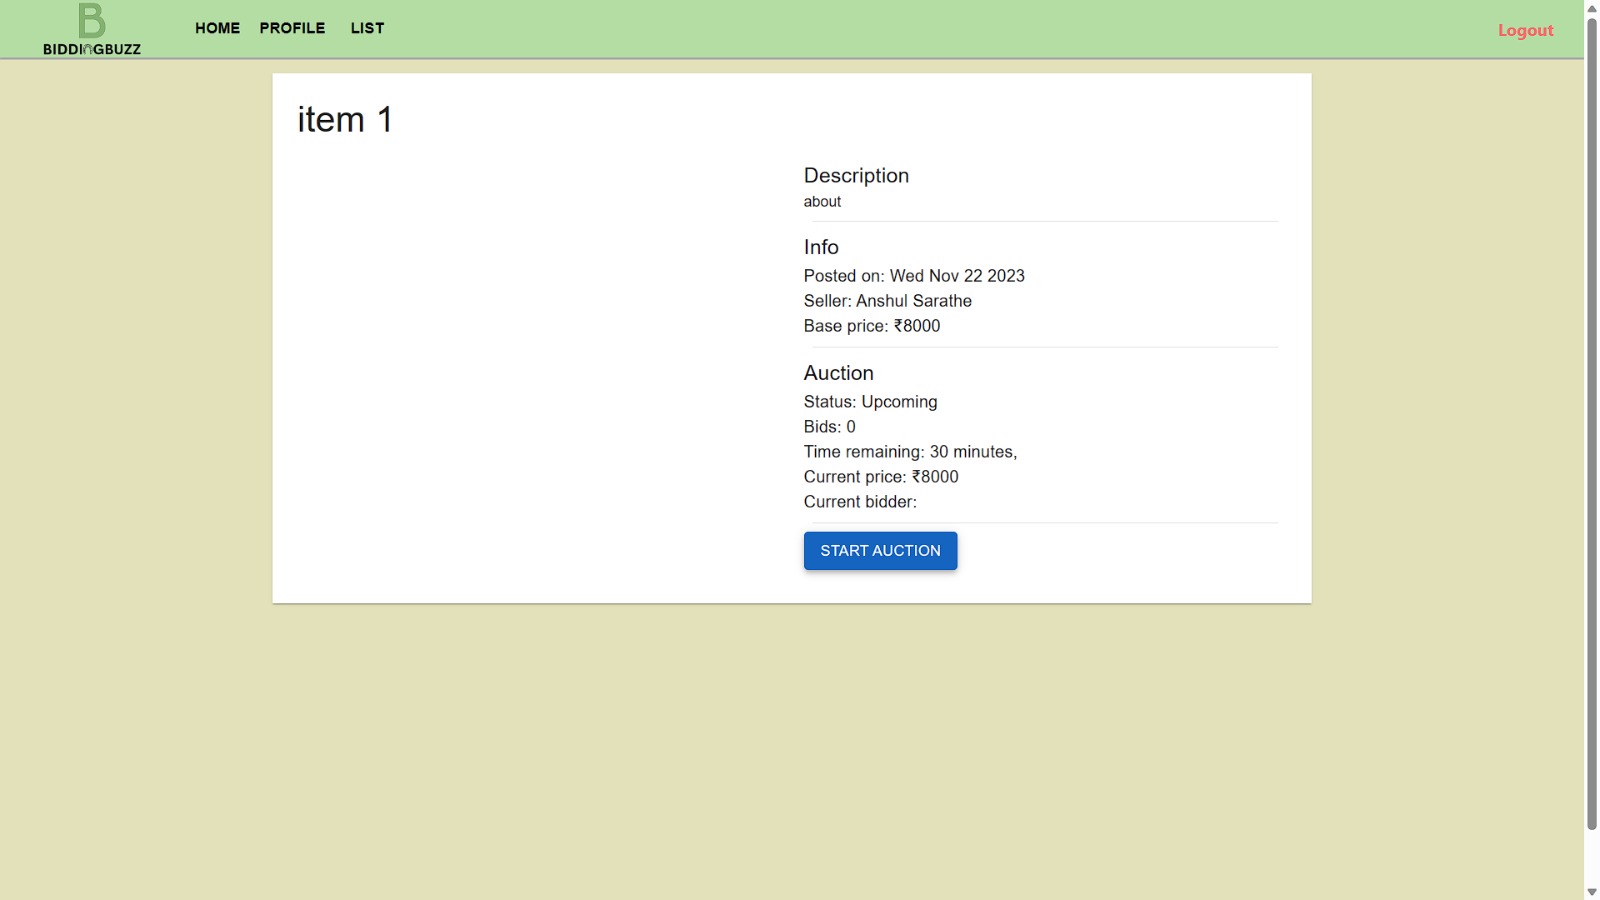 B
BIDDINGBUZZ
HOME PROFILE LIST
Logout
item 1
Description
about
Info
Posted on: Wed Nov 22 2023
Seller: Anshul Sarathe
Base price: ₹8000
Auction
Status: Upcoming
Bids: 0
Time remaining: 30 minutes,
Current price: ₹8000
Current bidder:
START AUCTION